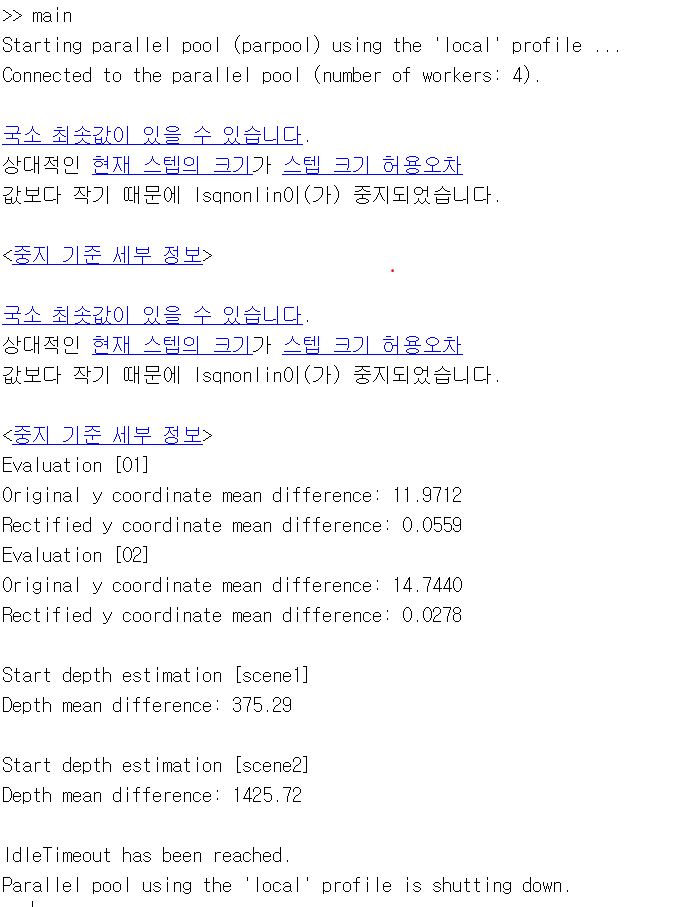 >> main
Starting parallel pool (parpool) using the 'local' profile ...
Connected to the parallel pool (number of workers: 4).
국소 최솟값이 있을 수 있습니다.
상대적인 현재 스텝의 크기가 스텝 크기 허용오차
값보다 작기 때문에 lsqnonlin이(가) 중지되었습니다.
<중지 기준 세부 정보>
국소 최솟값이 있을 수 있습니다.
상대적인 현재 스텝의 크기가 스텝 크기 허용오차
값보다 작기 때문에 lsqnonlin이(가) 중지되었습니다.
<중지 기준 세부 정보>
Evaluation [01]
Original y coordinate mean difference: 11.9712
Rectified y coordinate mean difference: 0.0559
Evaluation [02]
Original y coordinate mean difference: 14.7440
Rectified y coordinate mean difference: 0.0278
Start depth estimation [scene1]
Depth mean difference: 375.29
Start depth estimation [scene2]
Depth mean difference: 1425.72
IdleTimeout has been reached.
Parallel pool using the 'local' profile is shutting down.